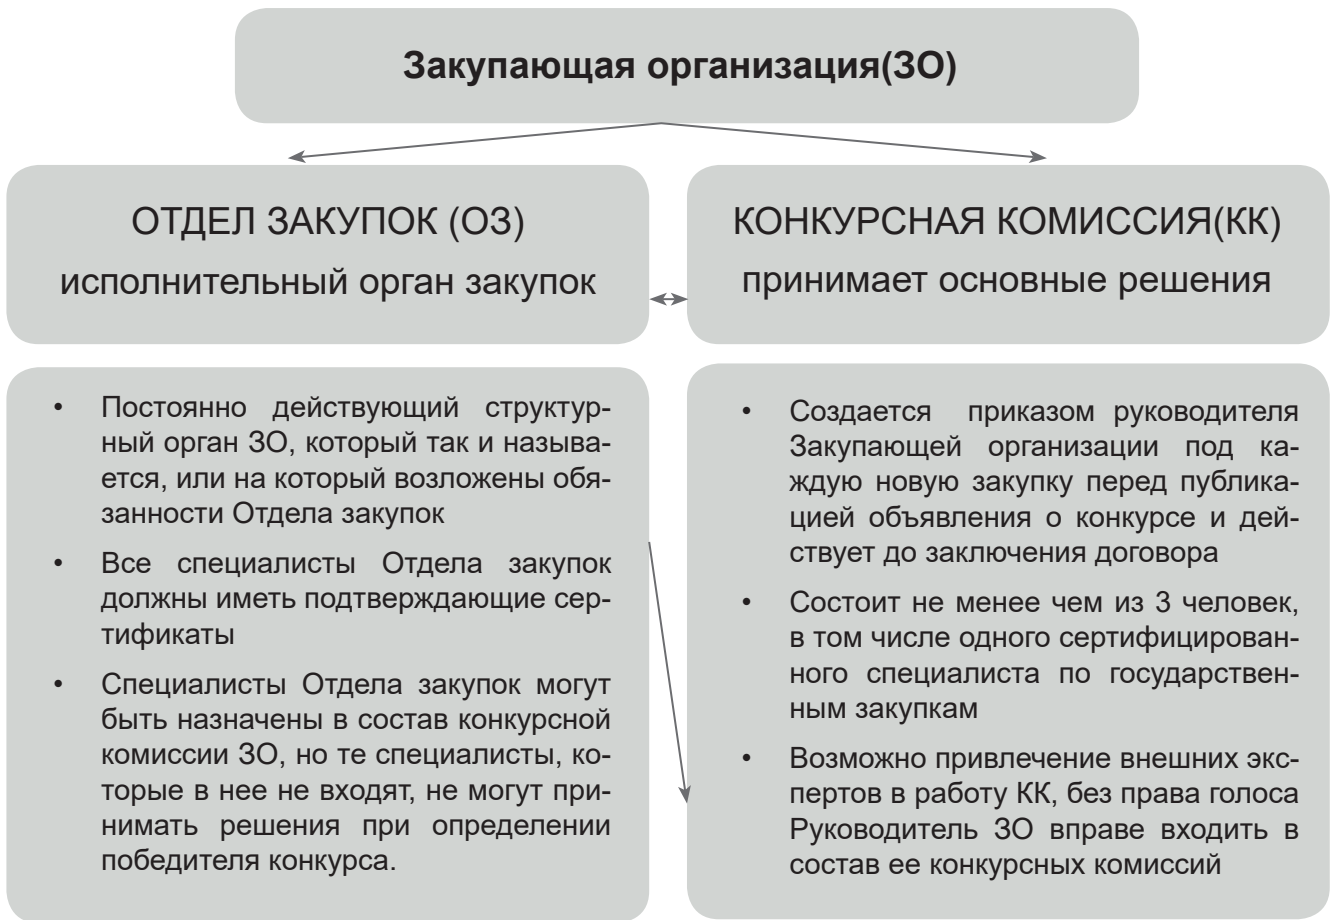 Закупающая организация(ЗО)
ОТДЕЛ ЗАКУПОК (ОЗ)
исполнительный орган закупок
КОНКУРСНАЯ КОМИССИЯ(КК)
принимает основные решения
• Постоянно действующий структур-
ный орган ЗО, который так и называ-
ется, или на который возложены обя-
занности Отдела закупок
• Все специалисты Отдела закупок
должны иметь подтверждающие сер-
тификаты
• Специалисты Отдела закупок могут
быть назначены в состав конкурсной
комиссии ЗО, но те специалисты, ко-
торые в нее не входят, не могут при-
нимать решения при определении
победителя конкурса.
• Создается приказом руководителя
Закупающей организации под ка-
ждую новую закупку перед публика-
цией объявления о конкурсе и дей-
ствует до заключения договора
• Состоит не менее чем из 3 человек,
в том числе одного сертифицирован-
ного специалиста по государствен-
ным закупкам
• Возможно привлечение внешних экс-
пертов в работу КК, без права голоса
Руководитель ЗО вправе входить в
состав ее конкурсных комиссий